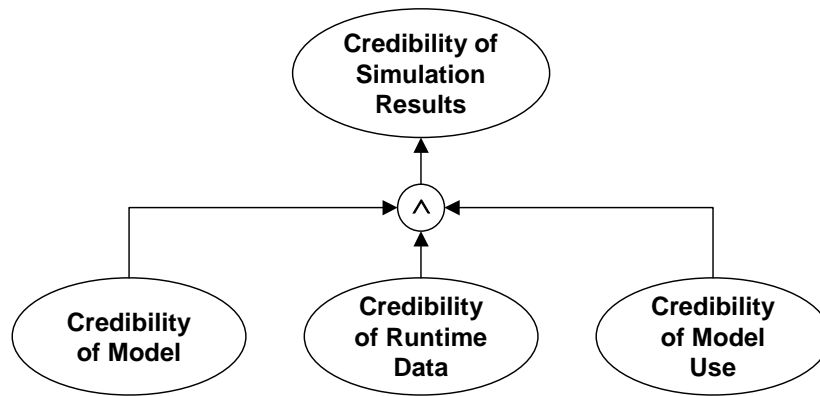 Credibility of
Simulation
Results
^
Credibility
of Model
Credibility
of Runtime
Data
Credibility
of Model
Use